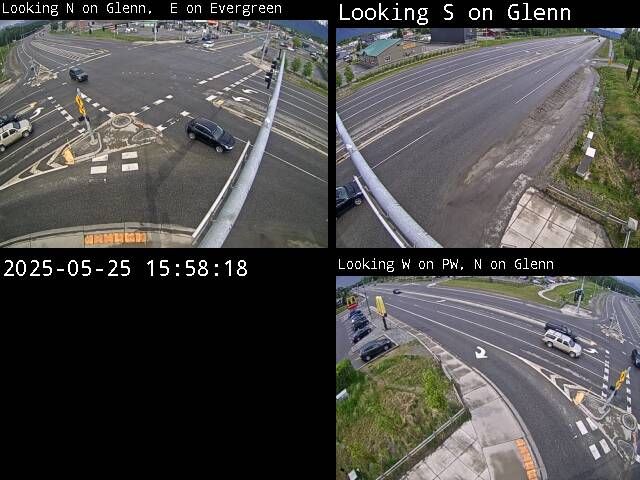 Looking N on Glenn,  E on Evergreen
Looking S on Glenn
2025-05-25 15:58:18
Looking W on PW, N on Glenn